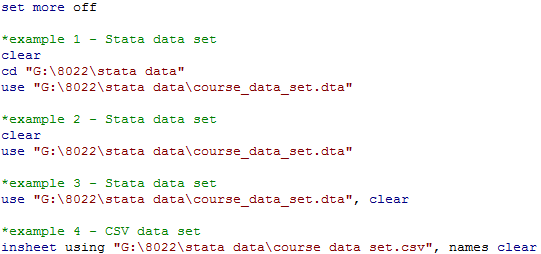 set more off
*example 1 - Stata data set
clear
cd "G:\8022\stata data"
use "G:\8022\stata data\course_data_set.dta"
*example 2 - Stata data set
clear
use "G:\8022\stata data\course_data_set.dta"
*example 3 - Stata data set
use "G:\8022\stata data\course_data_set.dta", clear
*example 4 - CSV data set
insheet using "G:\8022\stata data\course data set.csv", names clear